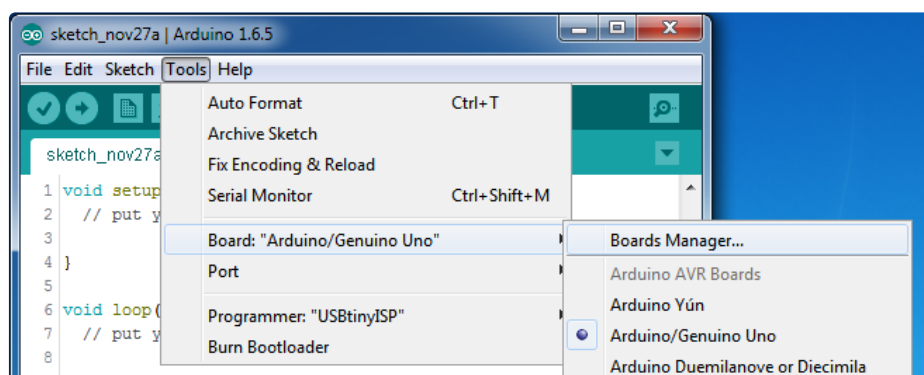 sketch_nov27a | Arduino 1.6.5
File Edit Sketch Tools Help
sketch_nov27a
1 void setup
2 // put y
3
4 }
5
6 void loop(
7 // put y
8
Auto Format Ctrl+T
Archive Sketch
Fix Encoding & Reload
Serial Monitor Ctrl+Shift+M
Board: "Arduino/Genuino Uno"
Port
Programmer: "USBtinyISP"
Burn Bootloader
Boards Manager...
Arduino AVR Boards
Arduino Yún
Arduino/Genuino Uno
Arduino Duemilanove or Diecimila